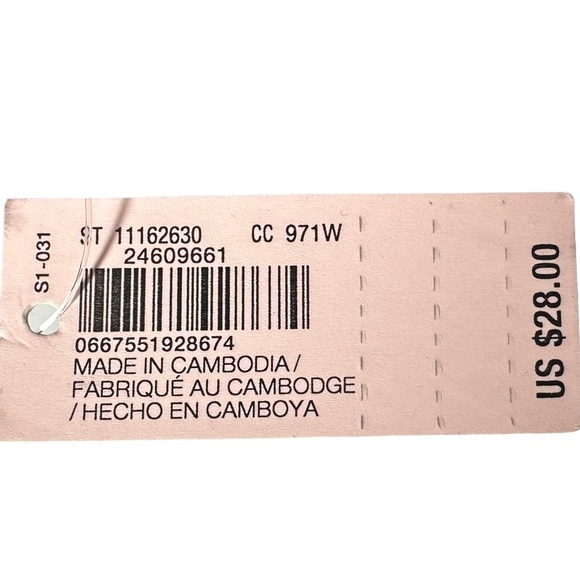 S1-031
ST 11162630 CC 971W
24609661
0667551928674
MADE IN CAMBODIA /
FABRIQUÉ AU CAMBODGE
/ HECHO EN CAMBOYA
US $28.00